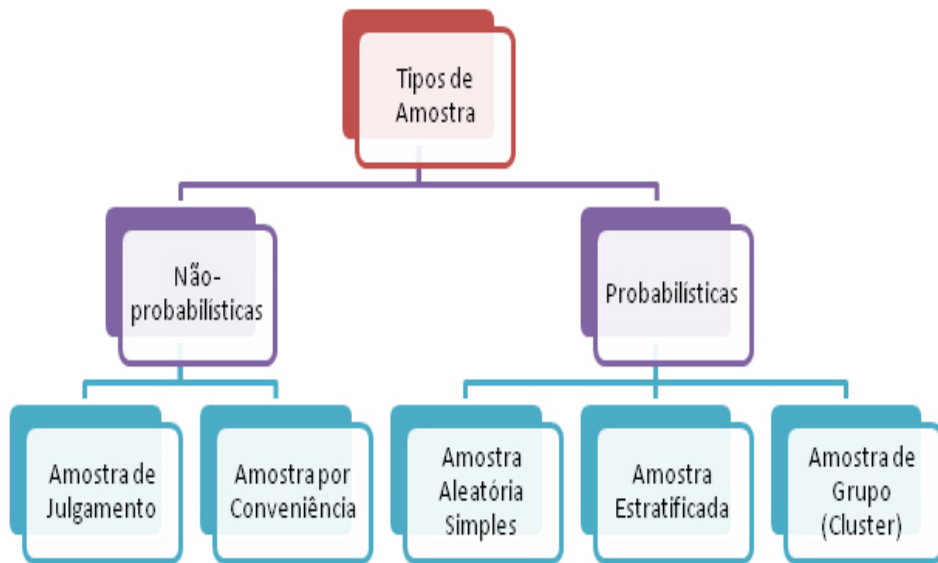 Tipos de
Amostra
Não-
probabilísticas
Probabilísticas
Amostra de
Julgamento
Amostra por
Conveniência
Amostra
Aleatória
Simples
Amostra
Estratificada
Amostra de
Grupo
(Cluster)